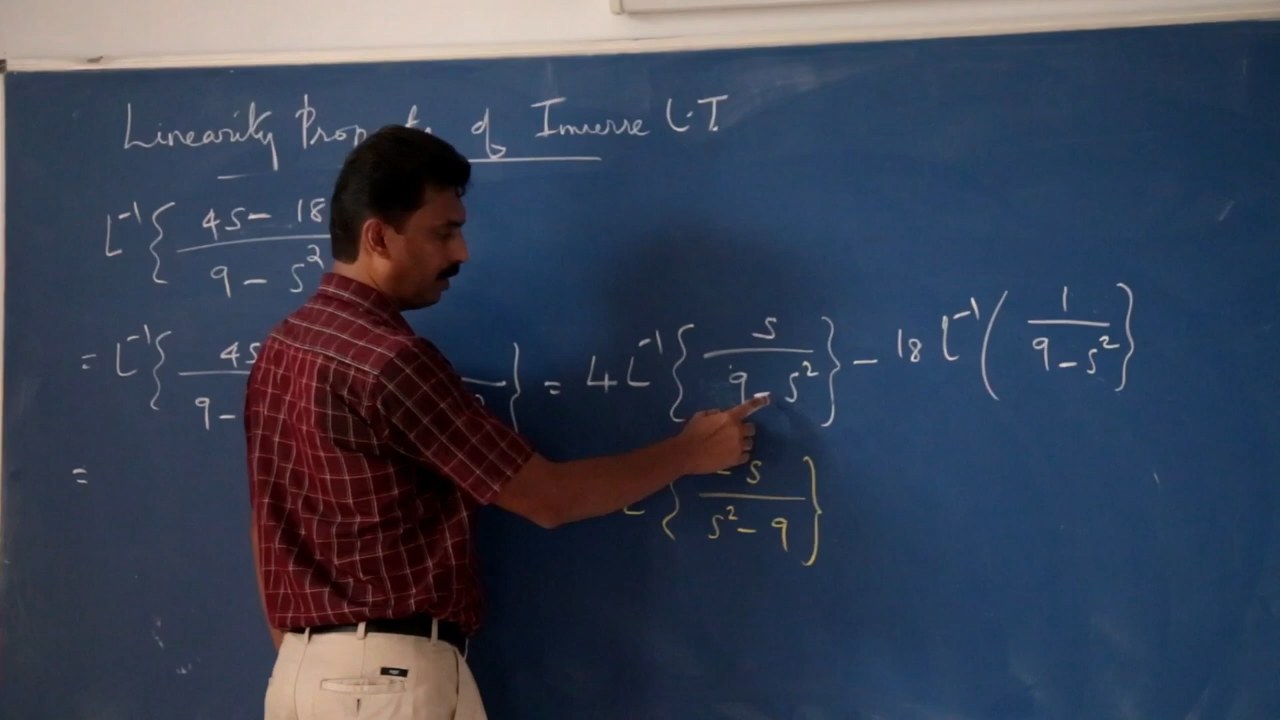 Linearity Prop of Inverse L.T.
L⁻¹{ 4s - 18 / 9 - s²
= L⁻¹{ 4s / 9 - } = 4 L⁻¹{ s / 9 - s² } - 18 L⁻¹( 1 / 9 - s² }
= { - s / s² - 9 }